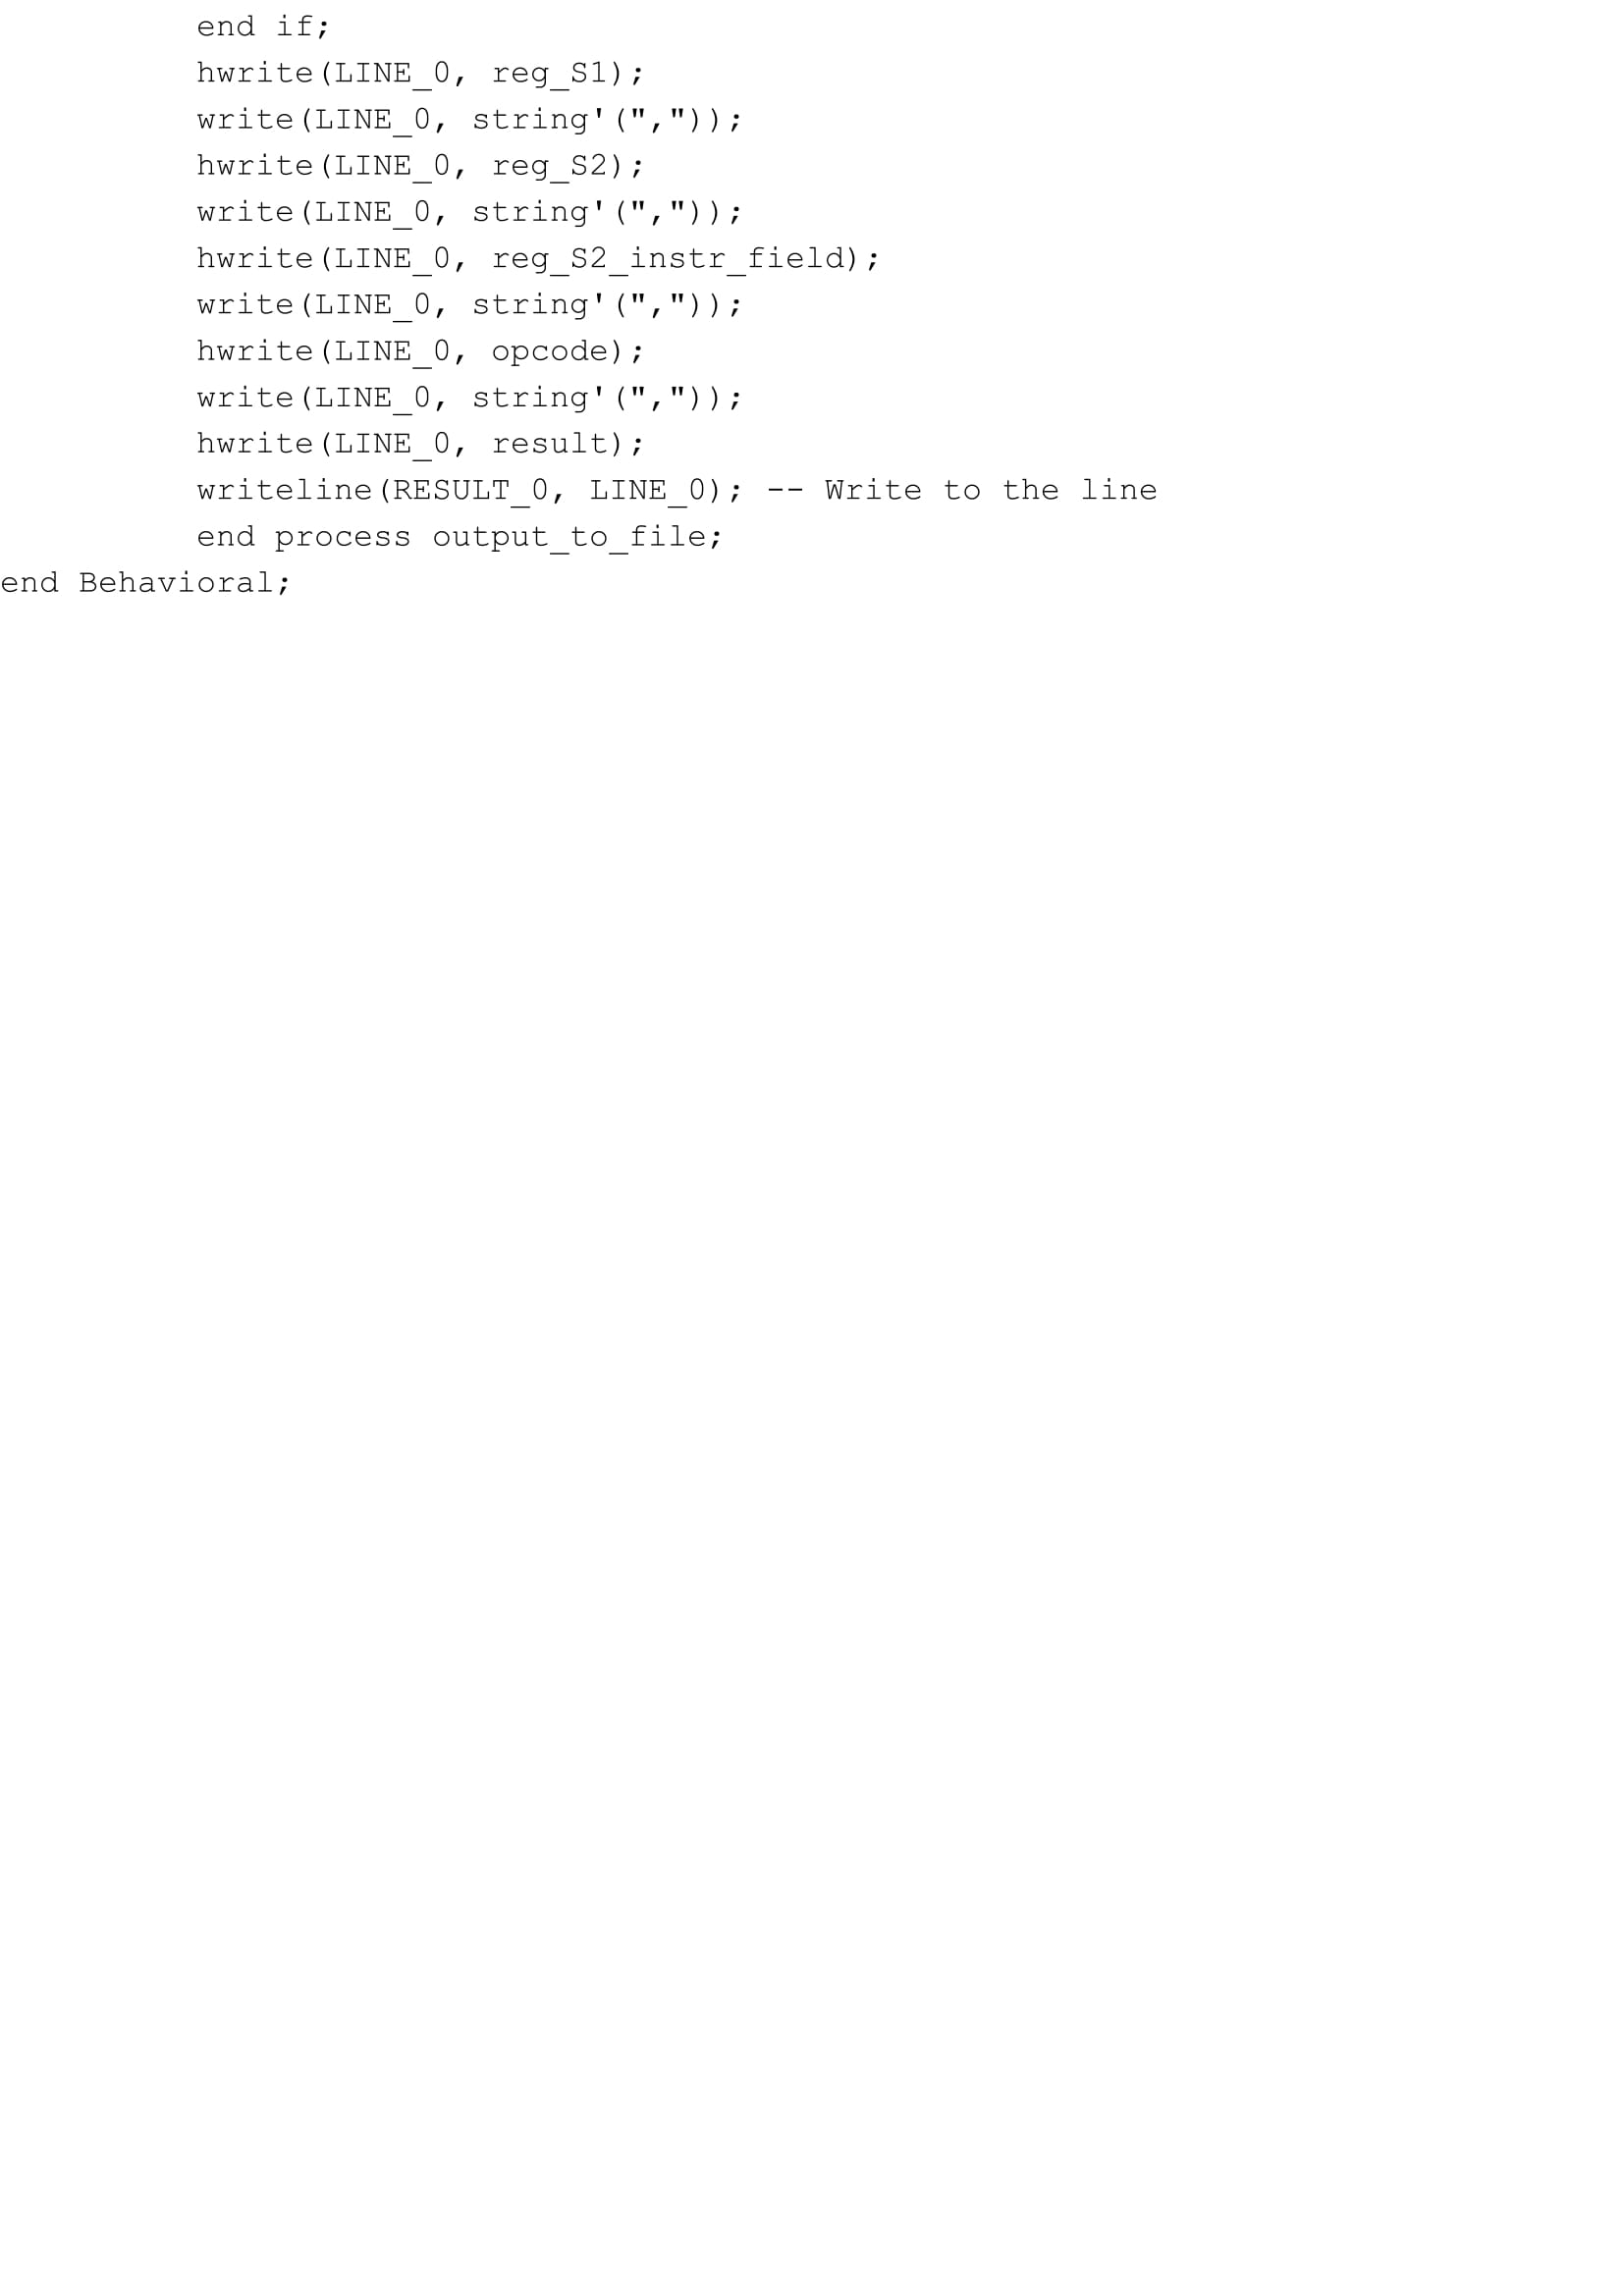 end if;
hwrite(LINE_0, reg_S1);
write(LINE_0, string'(","));
hwrite(LINE_0, reg_S2);
write(LINE_0, string'(","));
hwrite(LINE_0, reg_S2_instr_field);
write(LINE_0, string'(","));
hwrite(LINE_0, opcode);
write(LINE_0, string'(","));
hwrite(LINE_0, result);
writeline(RESULT_0, LINE_0); -- Write to the line
end process output_to_file;
end Behavioral;